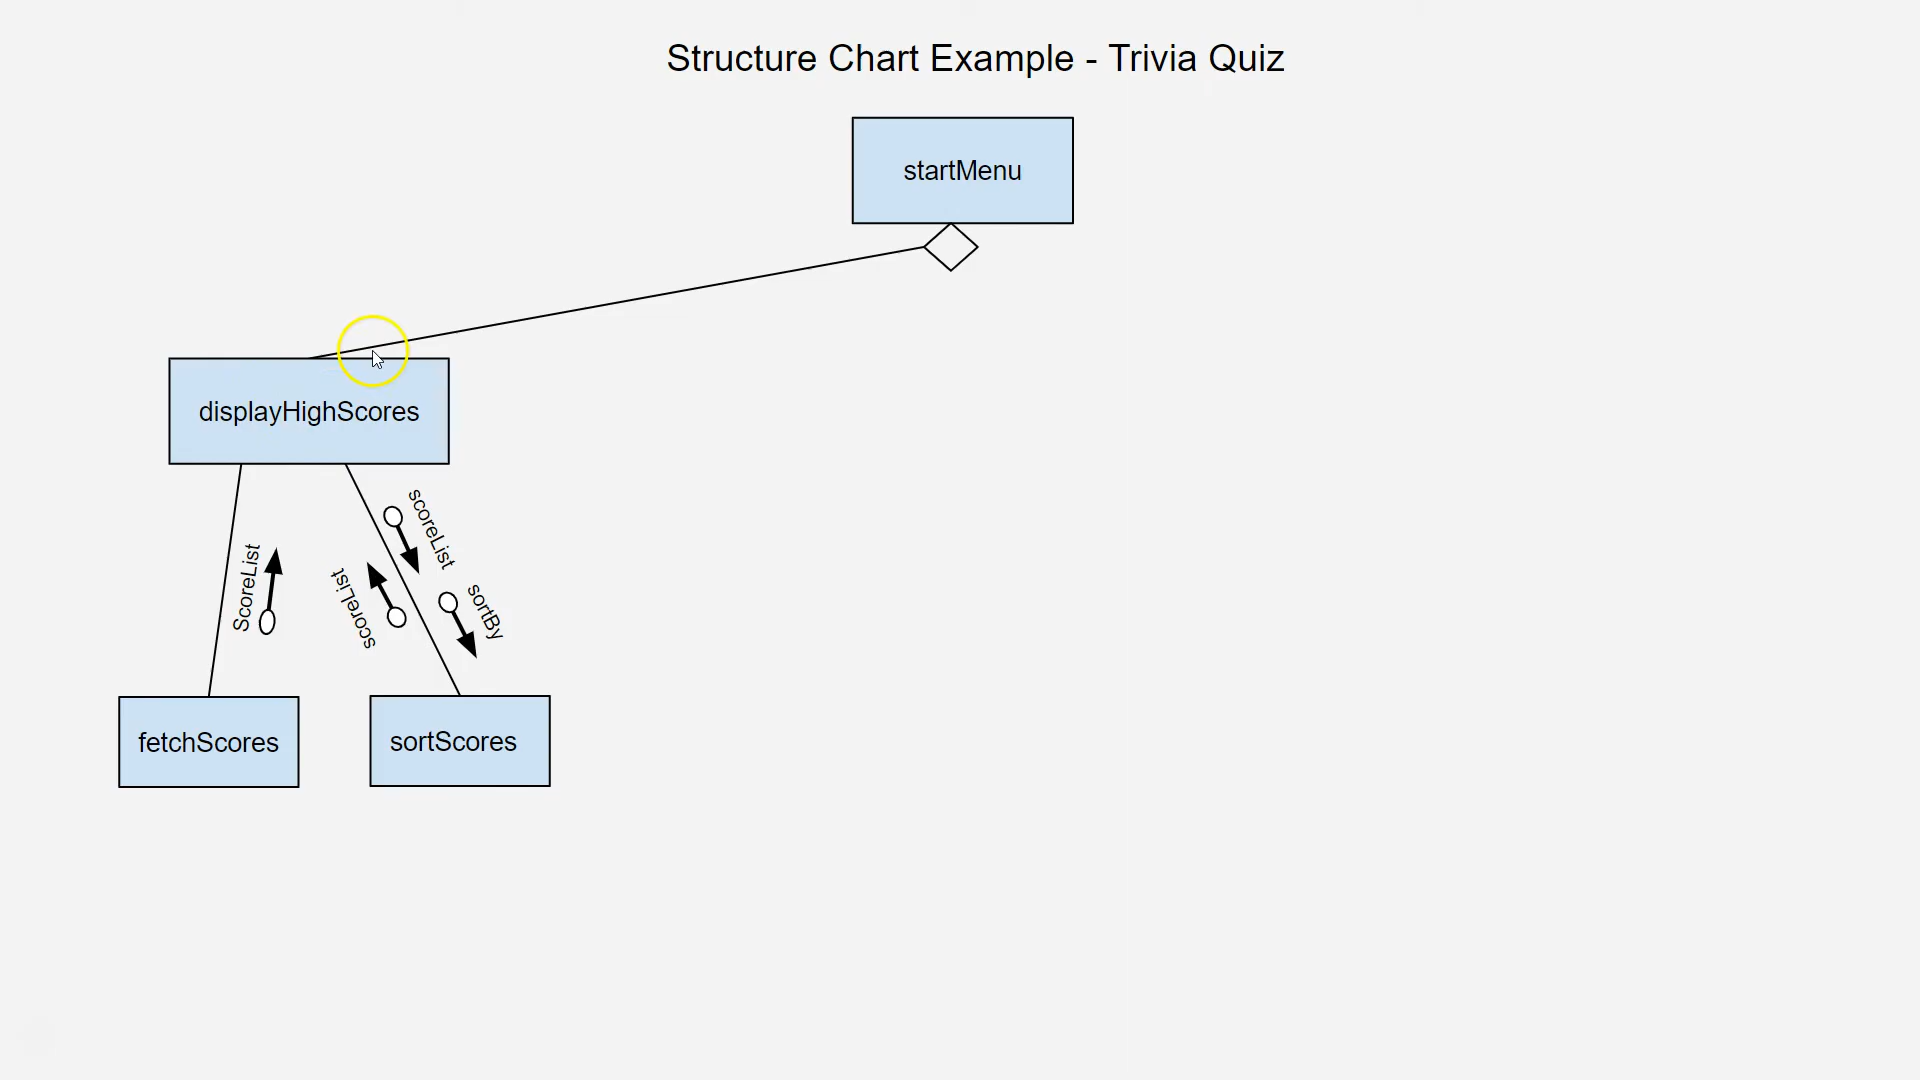 Structure Chart Example - Trivia Quiz
startMenu
displayHighScores
ScoreList
scoreList
scoreList
sortBy
fetchScores
sortScores